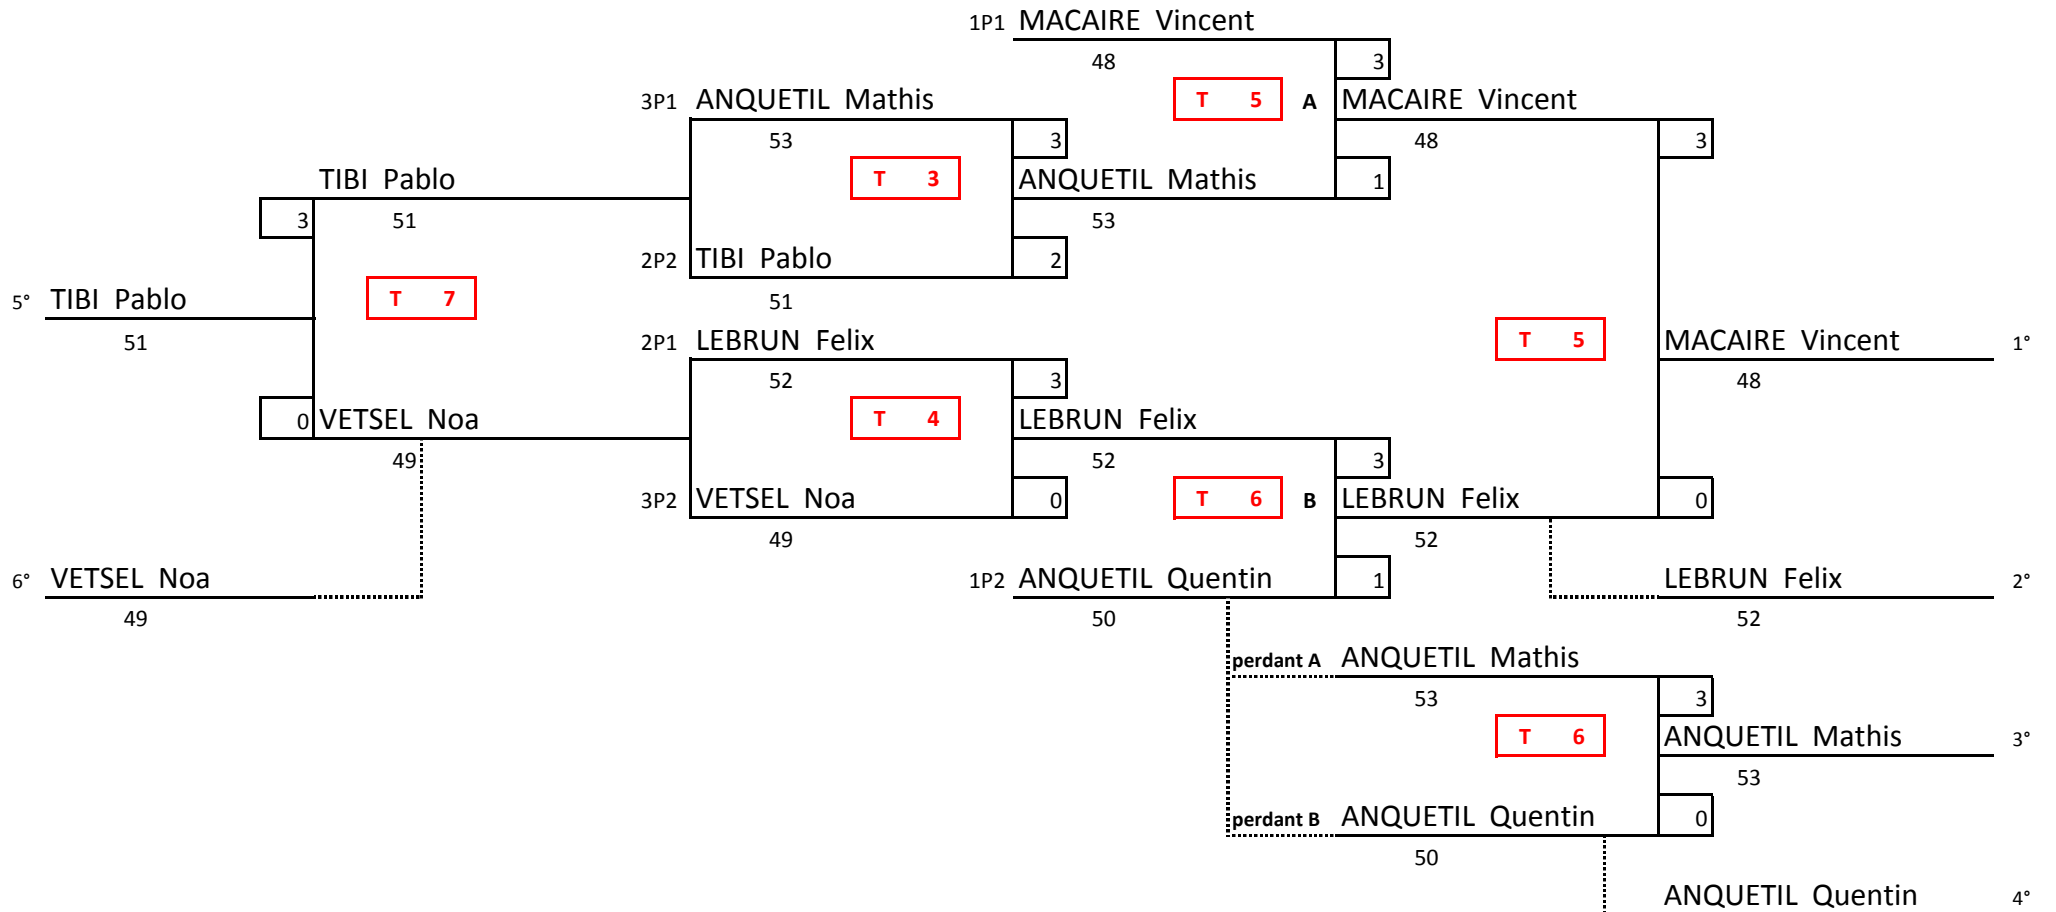 1P1 MACAIRE Vincent
48 3
3P1 ANQUETIL Mathis T 5 A MACAIRE Vincent
53 3 48 3
TIBI Pablo T 3 ANQUETIL Mathis 1
3 51 53
2P2 TIBI Pablo 2
5° TIBI Pablo T 7 51
51 2P1 LEBRUN Felix T 5 MACAIRE Vincent 1°
52 3 48
0 VETSEL Noa T 4 LEBRUN Felix
49 52 3
3P2 VETSEL Noa 0 T 6 B LEBRUN Felix 0
49 52
6° VETSEL Noa 1P2 ANQUETIL Quentin 1 LEBRUN Felix 2°
49 50 52
perdant A ANQUETIL Mathis
53 3
T 6 ANQUETIL Mathis 3°
53
perdant B ANQUETIL Quentin 0
50
ANQUETIL Quentin 4°